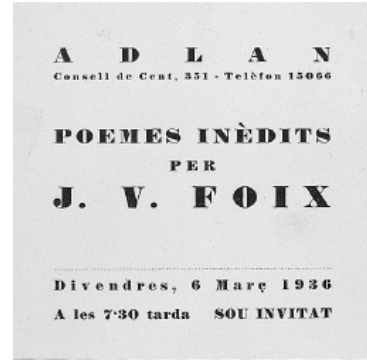 A D L A N
Consell de Cent, 351 - Telèfon 15066
POEMES INÈDITS
PER
J. V. FOIX
Divendres, 6 Març 1936
A les 7·30 tarda SOU INVITAT